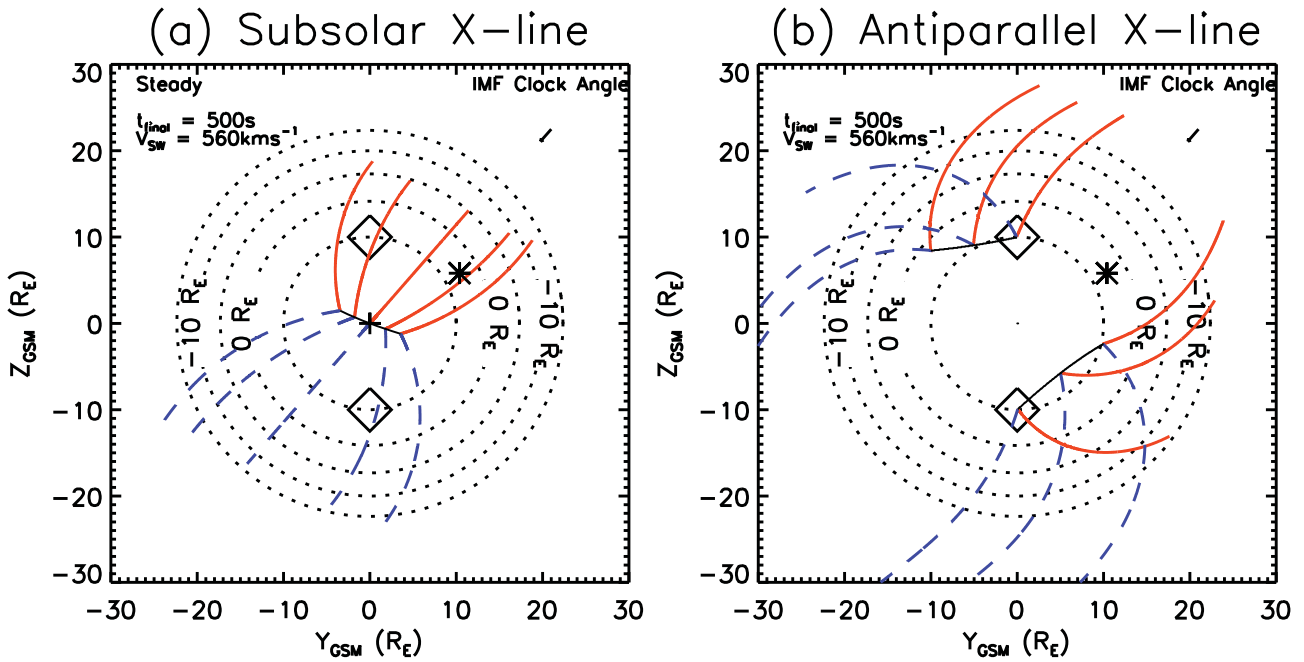 (a) Subsolar X-line
(b) Antiparallel X-line
30
20
10
0
-10
-20
-30
Z_GSM (R_E)
Steady
IMF Clock Angle
t_final = 500s
V_SW = 560kms⁻¹
-10 R_E
0 R_E
0 R_E
-10 R_E
-30 -20 -10 0 10 20 30
Y_GSM (R_E)
30
20
10
0
-10
-20
-30
Z_GSM (R_E)
IMF Clock Angle
t_final = 500s
V_SW = 560kms⁻¹
-10 R_E
0 R_E
0 R_E
-10 R_E
-30 -20 -10 0 10 20 30
Y_GSM (R_E)